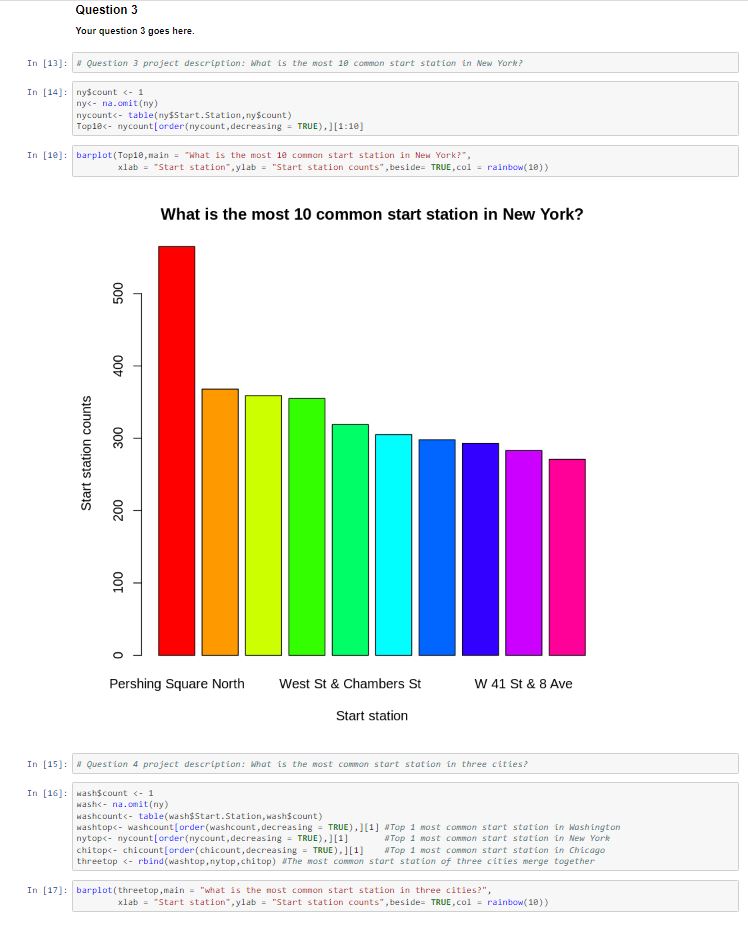 Question 3
Your question 3 goes here.
In [13]: # Question 3 project description: What is the most 10 common start station in New York?
In [14]: ny$count <- 1
ny<- na.omit(ny)
nycount<- table(ny$Start.Station,ny$count)
Top10<- nycount[order(nycount,decreasing = TRUE),][1:10]
In [10]: barplot(Top10,main = "What is the most 10 common start station in New York?",
xlab = "Start station",ylab = "Start station counts",beside= TRUE,col = rainbow(10))
What is the most 10 common start station in New York?
Start station counts
500
400
300
200
100
0
Pershing Square North West St & Chambers St W 41 St & 8 Ave
Start station
In [15]: # Question 4 project description: What is the most common start station in three cities?
In [16]: wash$count <- 1
wash<- na.omit(ny)
washcount<- table(wash$Start.Station,wash$count)
washtop<- washcount[order(washcount,decreasing = TRUE),][1] #Top 1 most common start station in Washington
nytop<- nycount[order(nycount,decreasing = TRUE),][1] #Top 1 most common start station in New York
chitop<- chicount[order(chicount,decreasing = TRUE),][1] #Top 1 most common start station in Chicago
threetop <- rbind(washtop,nytop,chitop) #The most common start station of three cities merge together
In [17]: barplot(threetop,main = "what is the most common start station in three cities?",
xlab = "Start station",ylab = "Start station counts",beside= TRUE,col = rainbow(10))